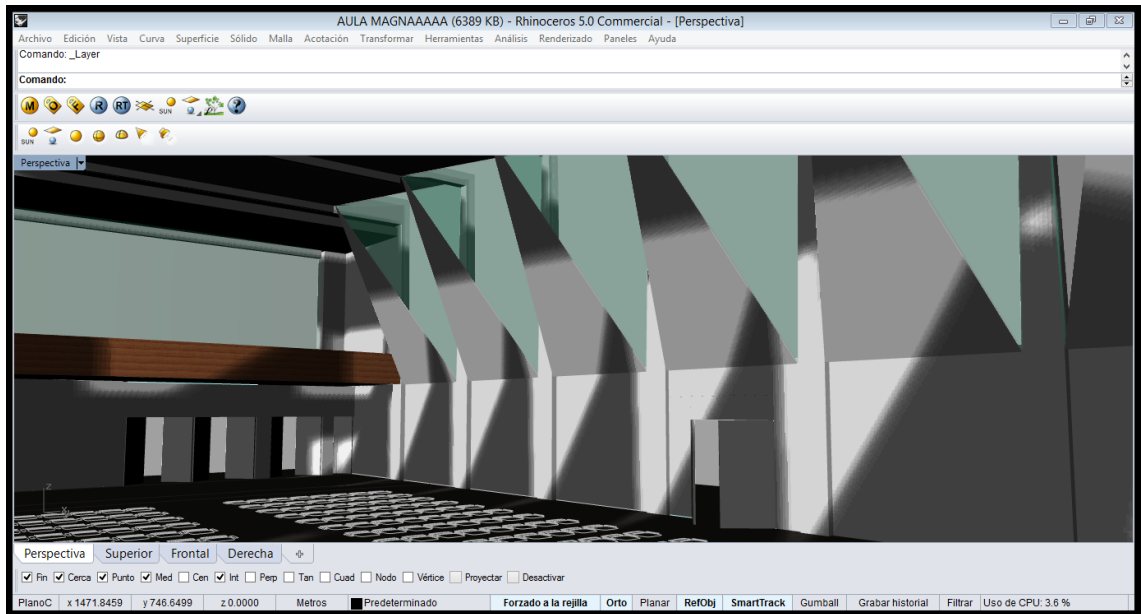 AULA MAGNAAAAA (6389 KB) - Rhinoceros 5.0 Commercial - [Perspectiva]
Archivo Edición Vista Curva Superficie Sólido Malla Acotación Transformar Herramientas Análisis Renderizado Paneles Ayuda
Comando: _Layer
Comando:
M O L R RT SUN ?
SUN
Perspectiva
z
x
Perspectiva Superior Frontal Derecha
Fin Cerca Punto Med Cen Int Perp Tan Cuad Nodo Vértice Proyectar Desactivar
PlanoC x 1471.8459 y 746.6499 z 0.0000 Metros Predeterminado Forzado a la rejilla Orto Planar RefObj SmartTrack Gumball Grabar historial Filtrar Uso de CPU: 3.6 %